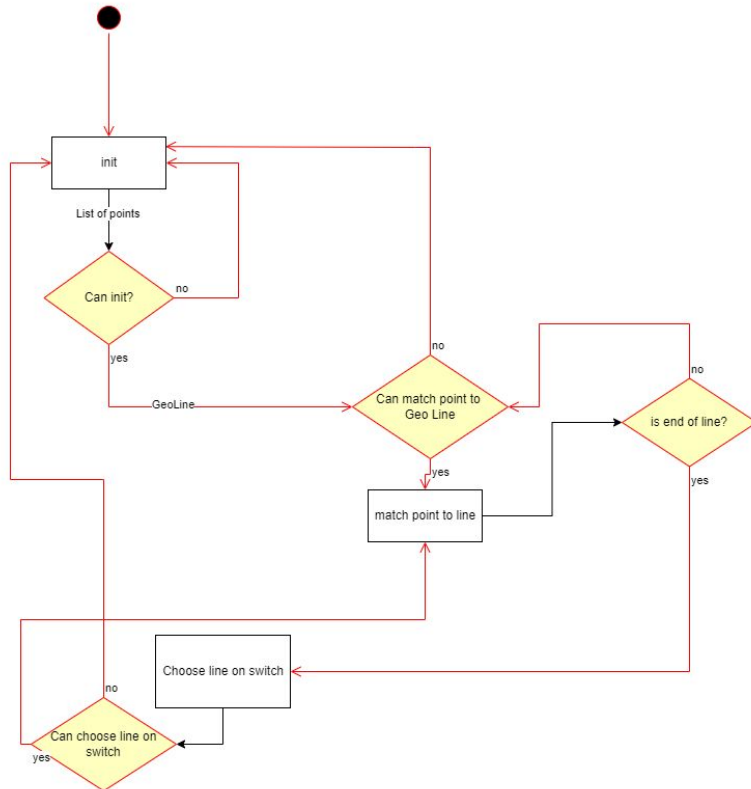 init
List of points
Can init?
no
yes
GeoLine
no
Can match point to
Geo Line
yes
no
is end of line?
yes
match point to line
Choose line on switch
no
Can choose line on
switch
yes